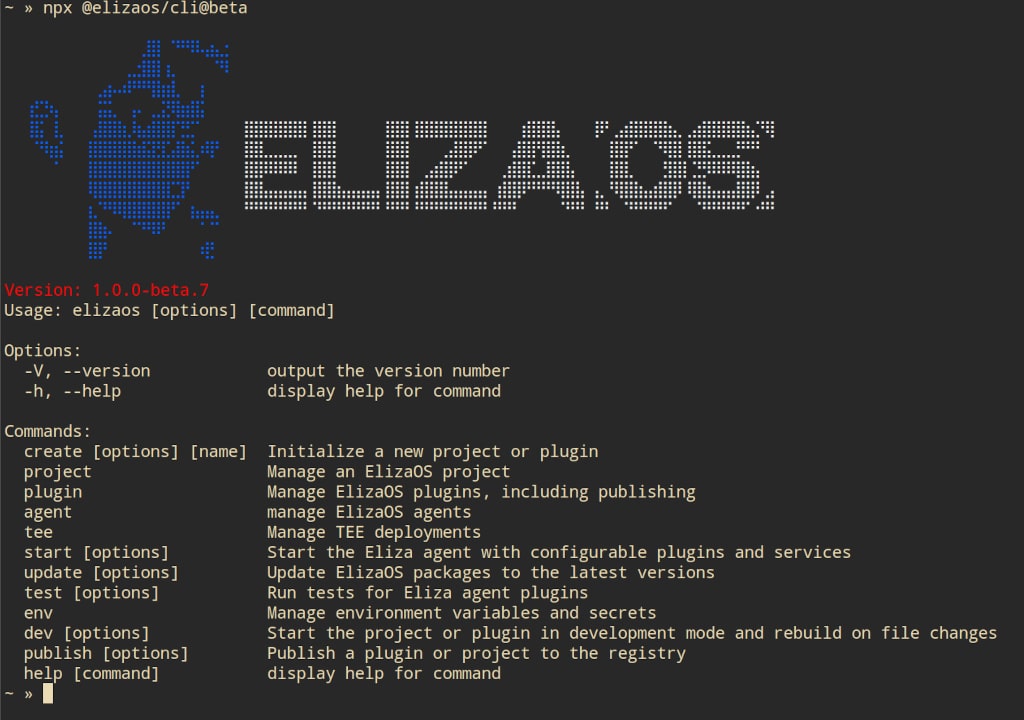 ~ » npx @elizaos/cli@beta
ELIZAOS
Version: 1.0.0-beta.7
Usage: elizaos [options] [command]
Options:
-V, --version output the version number
-h, --help display help for command
Commands:
create [options] [name] Initialize a new project or plugin
project Manage an ElizaOS project
plugin Manage ElizaOS plugins, including publishing
agent manage ElizaOS agents
tee Manage TEE deployments
start [options] Start the Eliza agent with configurable plugins and services
update [options] Update ElizaOS packages to the latest versions
test [options] Run tests for Eliza agent plugins
env Manage environment variables and secrets
dev [options] Start the project or plugin in development mode and rebuild on file changes
publish [options] Publish a plugin or project to the registry
help [command] display help for command
~ »